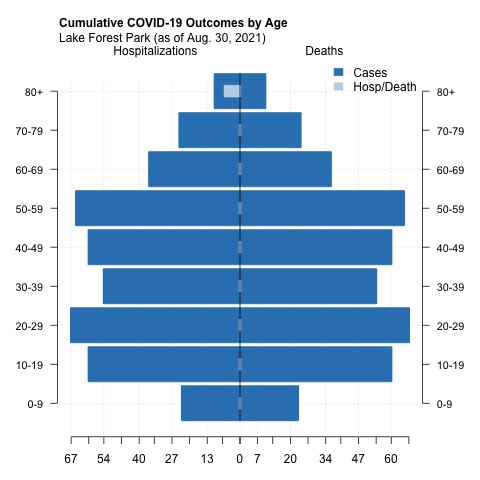 Cumulative COVID-19 Outcomes by Age
Lake Forest Park (as of Aug. 30, 2021)
Hospitalizations Deaths
Cases
Hosp/Death
80+ 80+
70-79 70-79
60-69 60-69
50-59 50-59
40-49 40-49
30-39 30-39
20-29 20-29
10-19 10-19
0-9 0-9
67 54 40 27 13 0 7 20 34 47 60